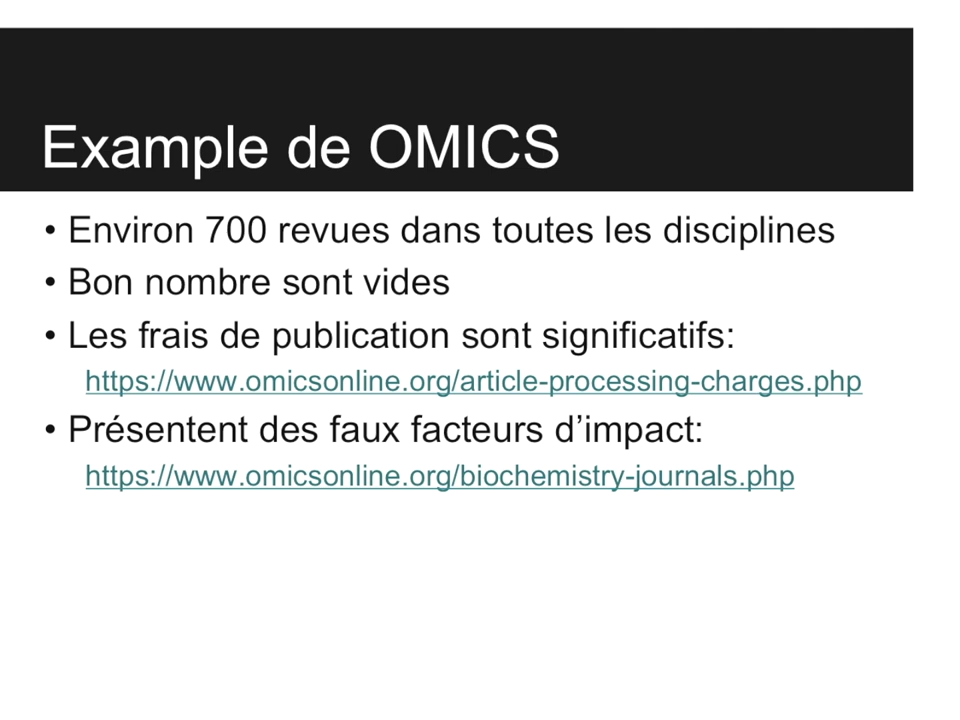 Example de OMICS
• Environ 700 revues dans toutes les disciplines
• Bon nombre sont vides
• Les frais de publication sont significatifs:
https://www.omicsonline.org/article-processing-charges.php
• Présentent des faux facteurs d’impact:
https://www.omicsonline.org/biochemistry-journals.php